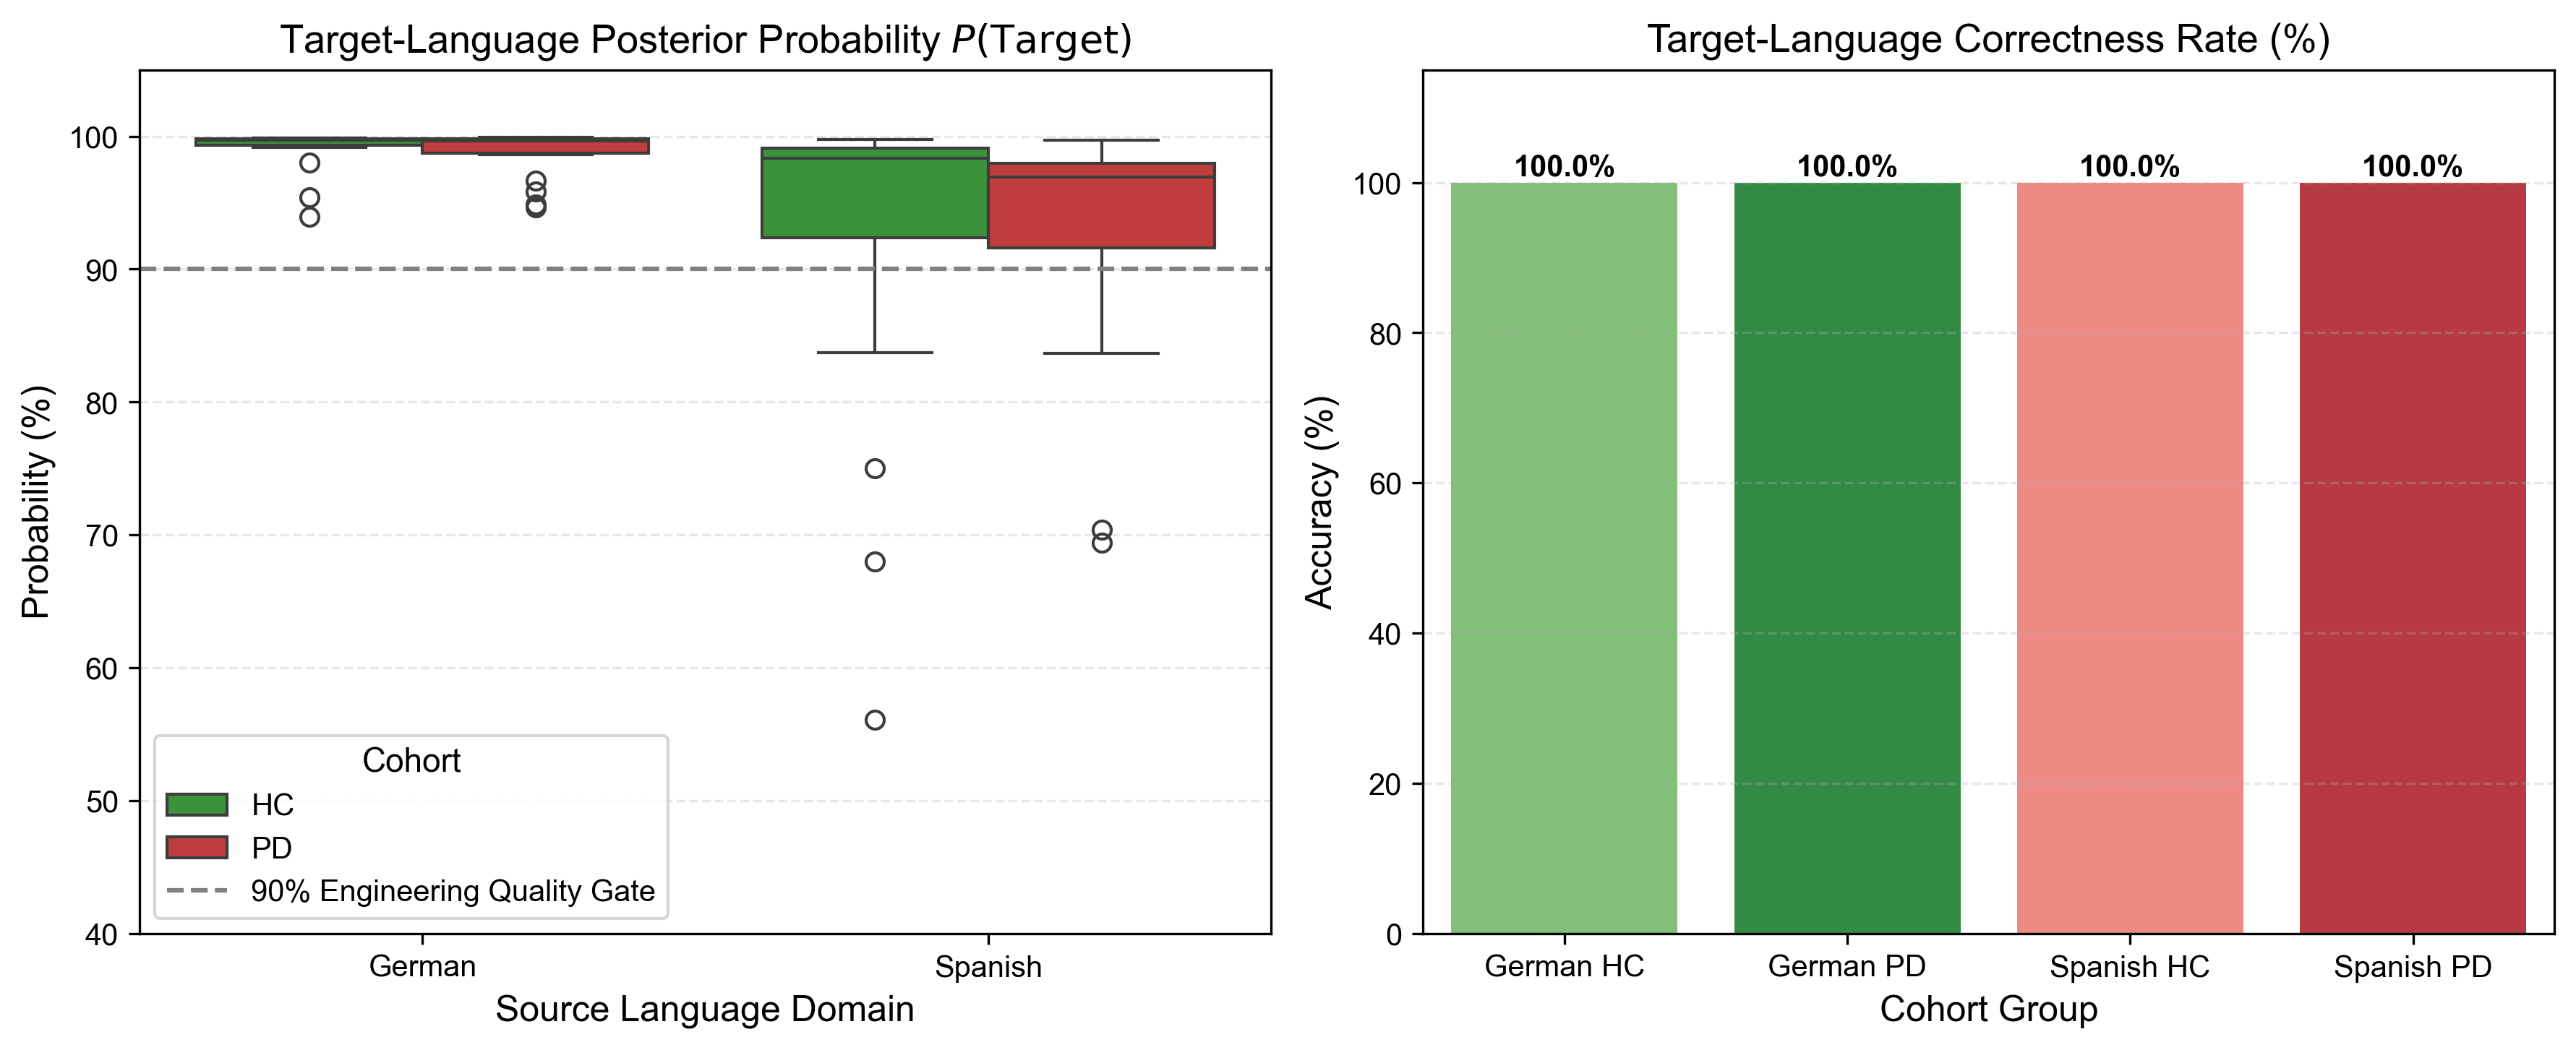 Target-Language Posterior Probability P(Target)
Probability (%)
100
90
80
70
60
50
40
Cohort
HC
PD
90% Engineering Quality Gate
German
Spanish
Source Language Domain
Target-Language Correctness Rate (%)
Accuracy (%)
100
80
60
40
20
0
100.0%
100.0%
100.0%
100.0%
German HC
German PD
Spanish HC
Spanish PD
Cohort Group